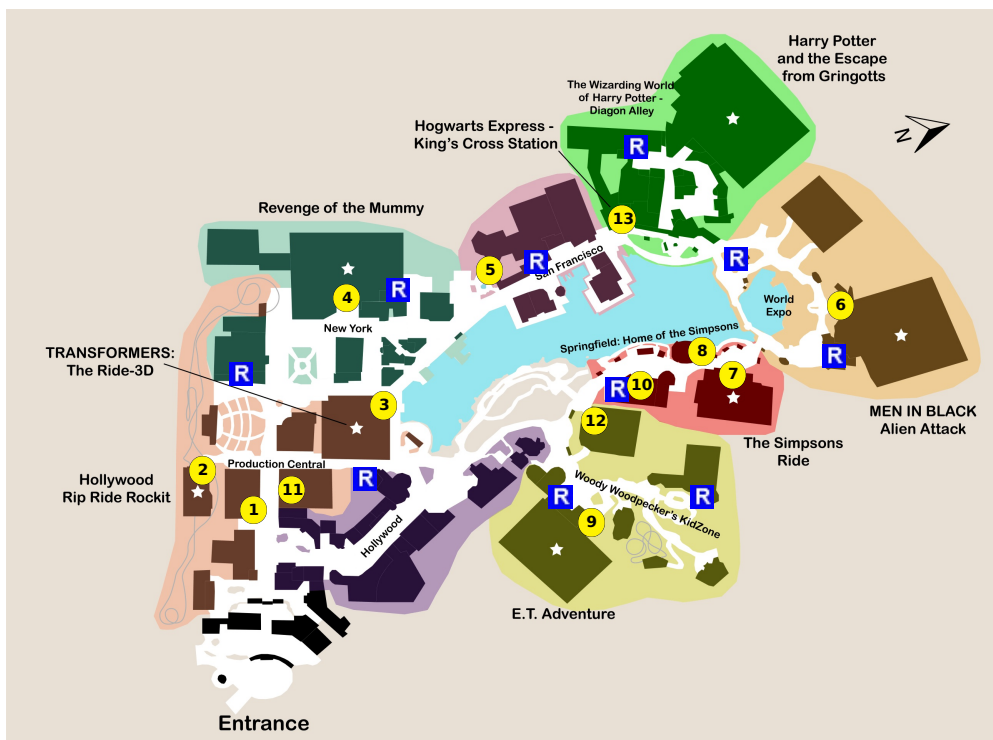 Harry Potter
and the Escape
from Gringotts
The Wizarding World
of Harry Potter -
Diagon Alley
Hogwarts Express -
King's Cross Station
N
R
13
Revenge of the Mummy
5
R
San Francisco
R
4
R
World
Expo
6
New York
Springfield: Home of the Simpsons
TRANSFORMERS:
The Ride-3D
R
8
R
7
R
10
3
MEN IN BLACK
Alien Attack
12
The Simpsons
Ride
Production Central
2
Hollywood
Rip Ride Rockit
R
11
1
Woody Woodpecker's KidZone
R
R
9
Hollywood
E.T. Adventure
Entrance